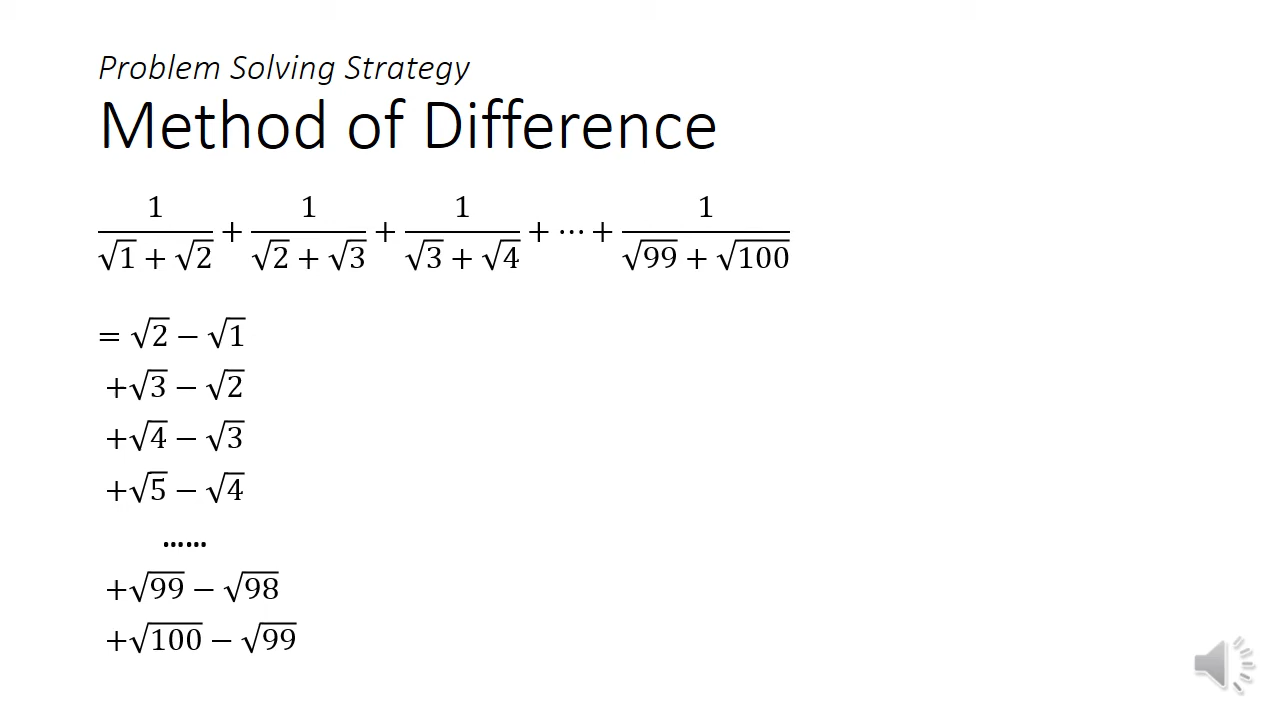 Problem Solving Strategy
Method of Difference
1/(√1 + √2) + 1/(√2 + √3) + 1/(√3 + √4) + ⋯ + 1/(√99 + √100)
= √2 − √1
+√3 − √2
+√4 − √3
+√5 − √4
……
+√99 − √98
+√100 − √99